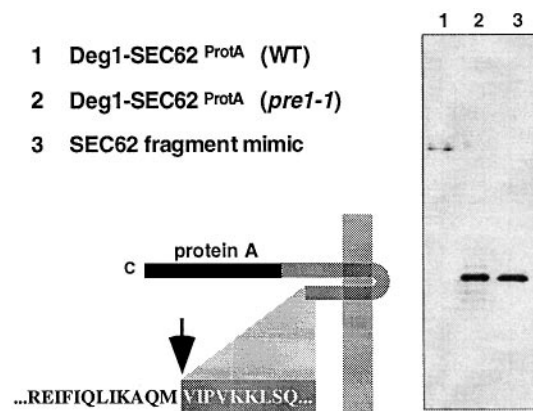 1 2 3
1 Deg1-SEC62 ProtA (WT)
2 Deg1-SEC62 ProtA (pre1-1)
3 SEC62 fragment mimic
protein A
C
...REIFIQLIKAQM VIPVKKLSQ...